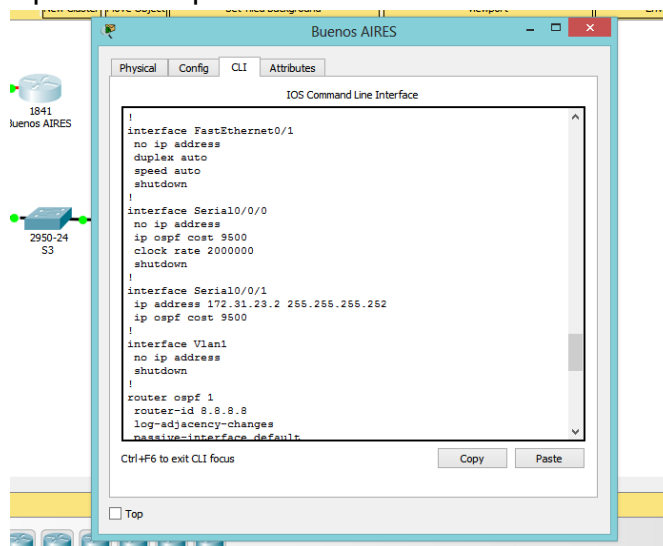 Buenos AIRES
Physical Config CLI Attributes
IOS Command Line Interface
1841
Buenos AIRES
2950-24
S3
!
interface FastEthernet0/1
no ip address
duplex auto
speed auto
shutdown
!
interface Serial0/0/0
no ip address
ip ospf cost 9500
clock rate 2000000
shutdown
!
interface Serial0/0/1
ip address 172.31.23.2 255.255.255.252
ip ospf cost 9500
!
interface Vlan1
no ip address
shutdown
!
router ospf 1
router-id 8.8.8.8
log-adjacency-changes
passive-interface default
Ctrl+F6 to exit CLI focus
Copy Paste
Top